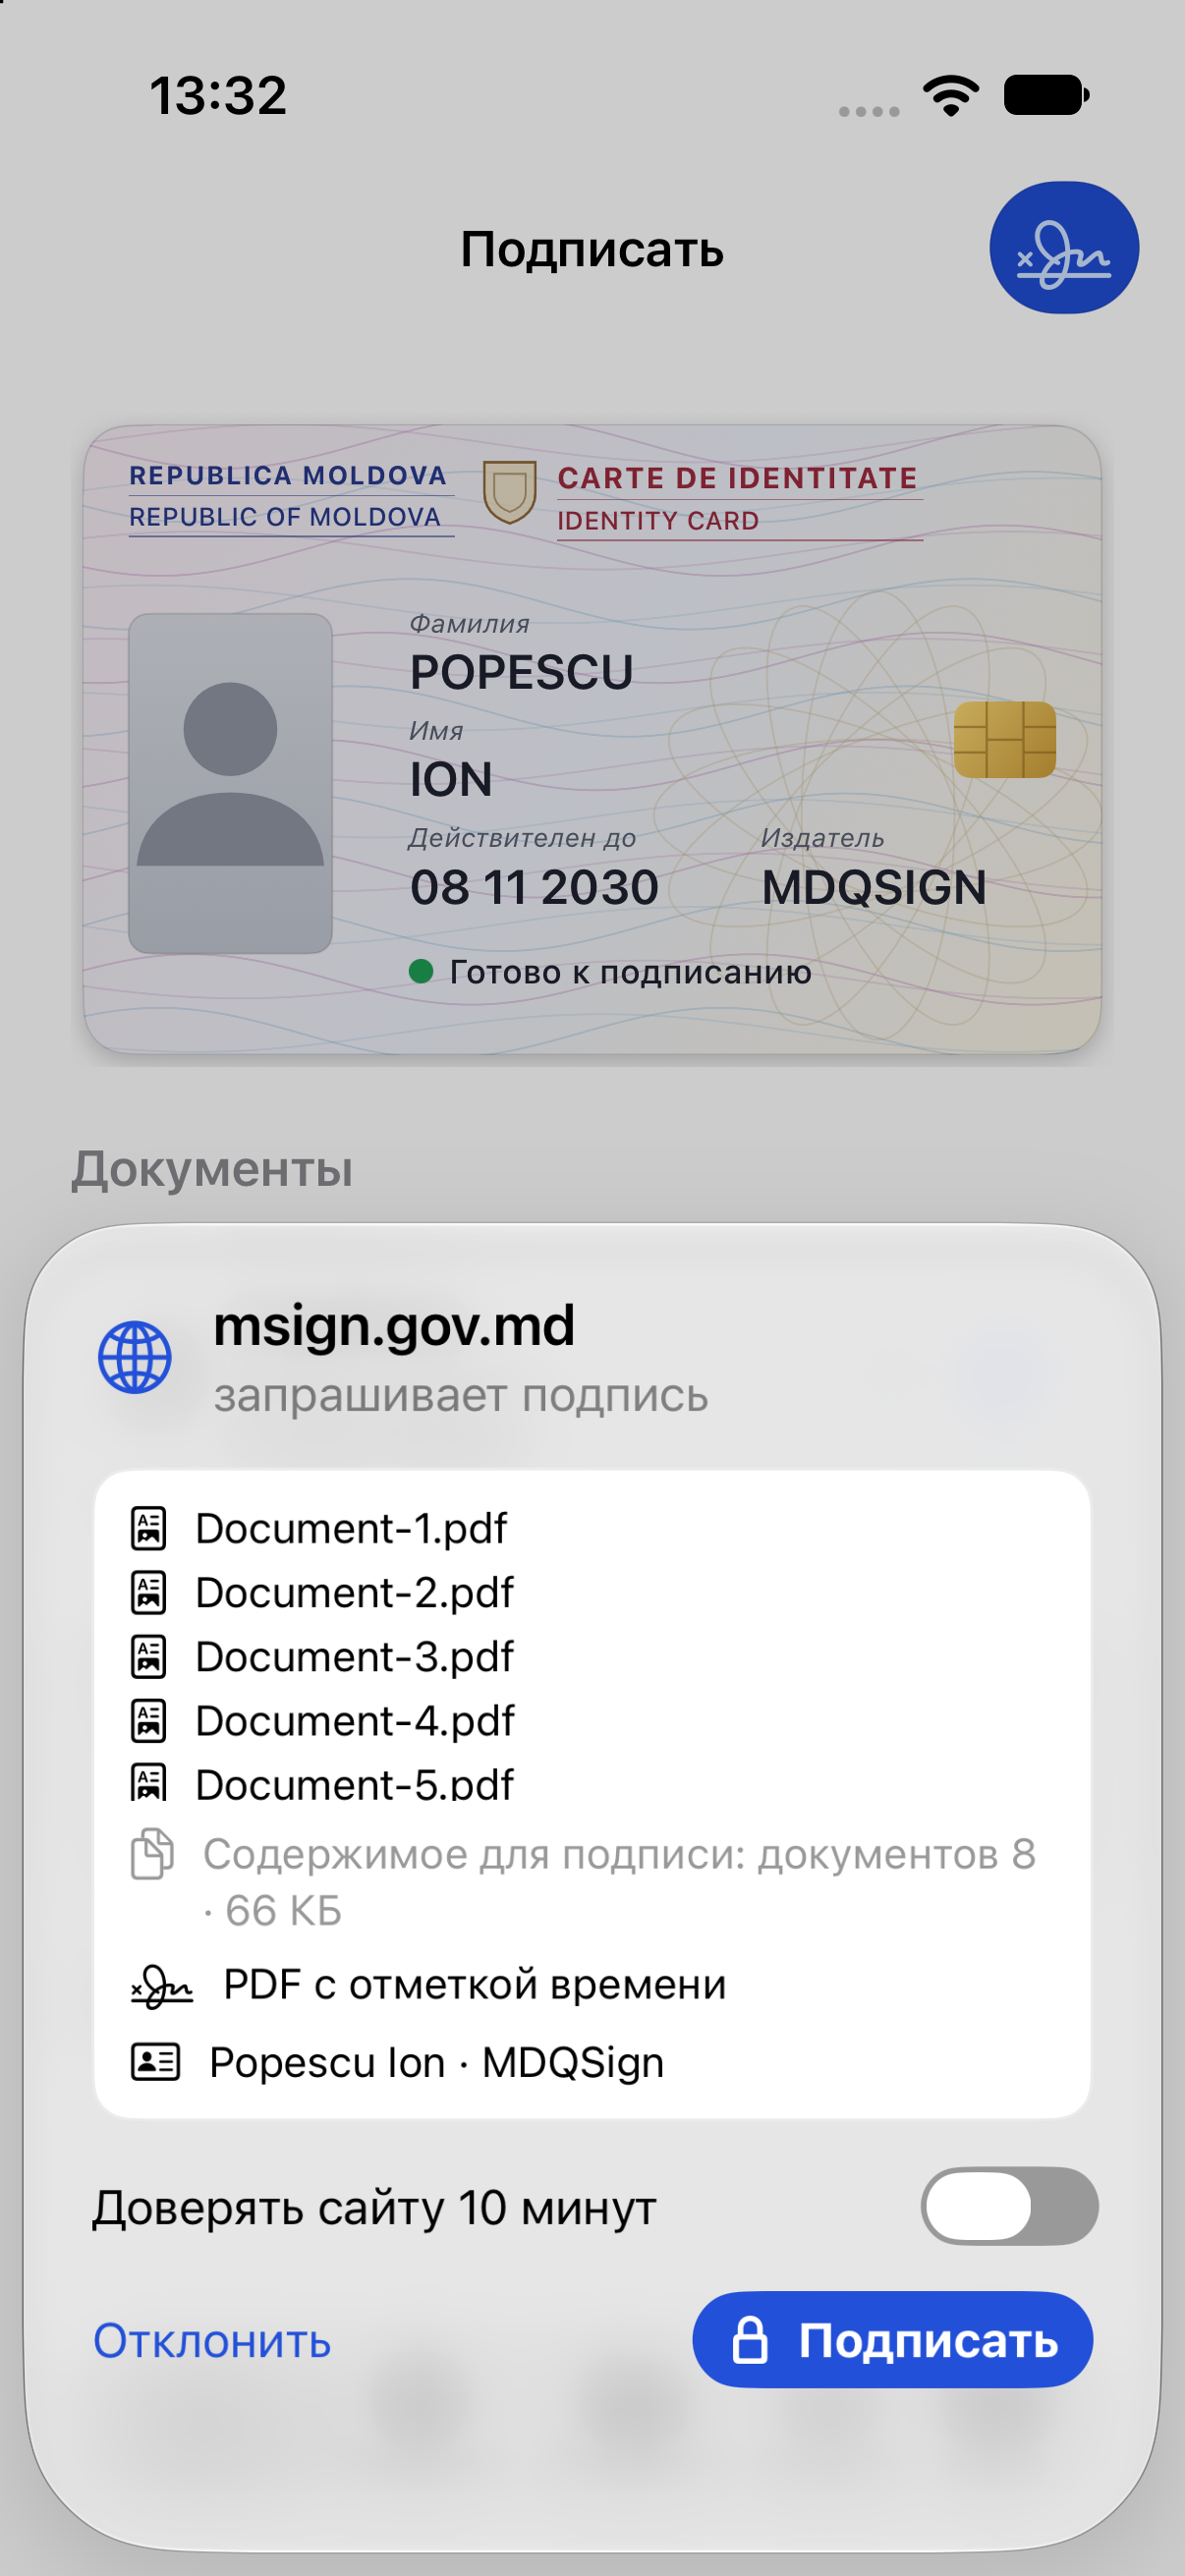 13:32
Подписать
REPUBLICA MOLDOVA
REPUBLIC OF MOLDOVA
CARTE DE IDENTITATE
IDENTITY CARD
Фамилия
POPESCU
Имя
ION
Действителен до
08 11 2030
Издатель
MDQSIGN
Готово к подписанию
Документы
msign.gov.md
запрашивает подпись
Document-1.pdf
Document-2.pdf
Document-3.pdf
Document-4.pdf
Document-5.pdf
Содержимое для подписи: документов 8
· 66 КБ
PDF с отметкой времени
Popescu Ion · MDQSign
Доверять сайту 10 минут
Отклонить
Подписать